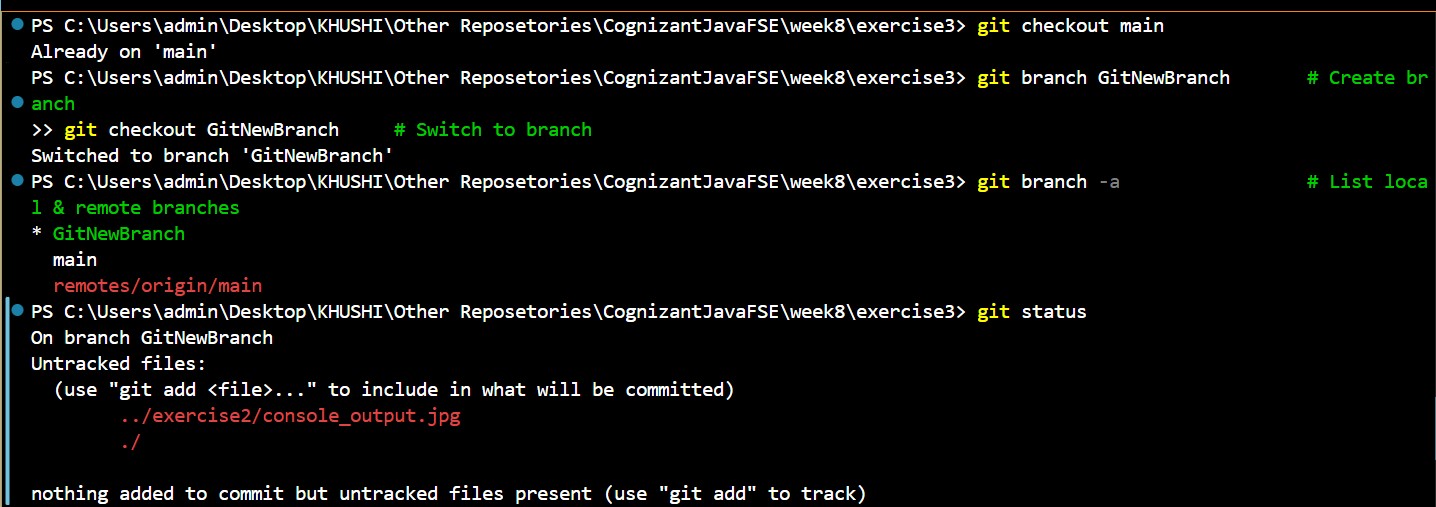 PS C:\Users\admin\Desktop\KHUSHI\Other Reposetories\CognizantJavaFSE\week8\exercise3> git checkout main
Already on 'main'
PS C:\Users\admin\Desktop\KHUSHI\Other Reposetories\CognizantJavaFSE\week8\exercise3> git branch GitNewBranch       # Create br
anch
>> git checkout GitNewBranch     # Switch to branch
Switched to branch 'GitNewBranch'
PS C:\Users\admin\Desktop\KHUSHI\Other Reposetories\CognizantJavaFSE\week8\exercise3> git branch -a                 # List loca
l & remote branches
* GitNewBranch
  main
  remotes/origin/main
PS C:\Users\admin\Desktop\KHUSHI\Other Reposetories\CognizantJavaFSE\week8\exercise3> git status
On branch GitNewBranch
Untracked files:
  (use "git add <file>..." to include in what will be committed)
        ../exercise2/console_output.jpg
        ./

nothing added to commit but untracked files present (use "git add" to track)